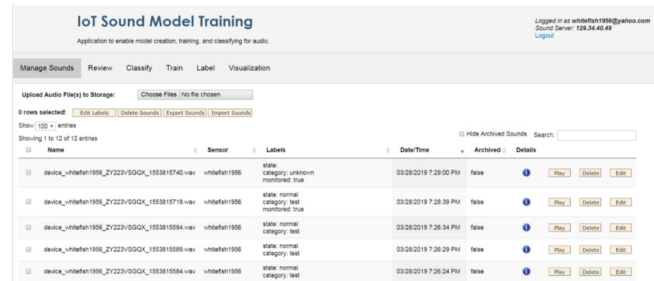 IoT Sound Model Training
Application to enable model creation, training, and classifying for audio.
Logged in as whitefish1956@yahoo.com
Sound Server: 129.34.40.49
Logout
Manage Sounds Review Classify Train Label Visualization
Upload Audio File(s) to Storage: Choose Files No file chosen
0 rows selected! Edit Labels Delete Sounds Export Sounds Import Sounds
Show 100 entries
Showing 1 to 12 of 12 entries
Hide Archived Sounds Search:
Name Sensor Labels Date/Time Archived Details
state:
device_whitefish1956_ZY223VSGQX_1553815740.wav whitefish1956 category: unknown 03/28/2019 7:29:00 PM false Play Delete Edit
monitored: true
state: normal
device_whitefish1956_ZY223VSGQX_1553815719.wav whitefish1956 category: test 03/28/2019 7:28:39 PM false Play Delete Edit
monitored: true
state: normal
device_whitefish1956_ZY223VSGQX_1553815594.wav whitefish1956 03/28/2019 7:26:34 PM false Play Delete Edit
category: test
state: normal
device_whitefish1956_ZY223VSGQX_1553815589.wav whitefish1956 03/28/2019 7:26:29 PM false Play Delete Edit
category: test
state: normal
device_whitefish1956_ZY223VSGQX_1553815584.wav whitefish1956 03/28/2019 7:26:24 PM false Play Delete Edit
category: test